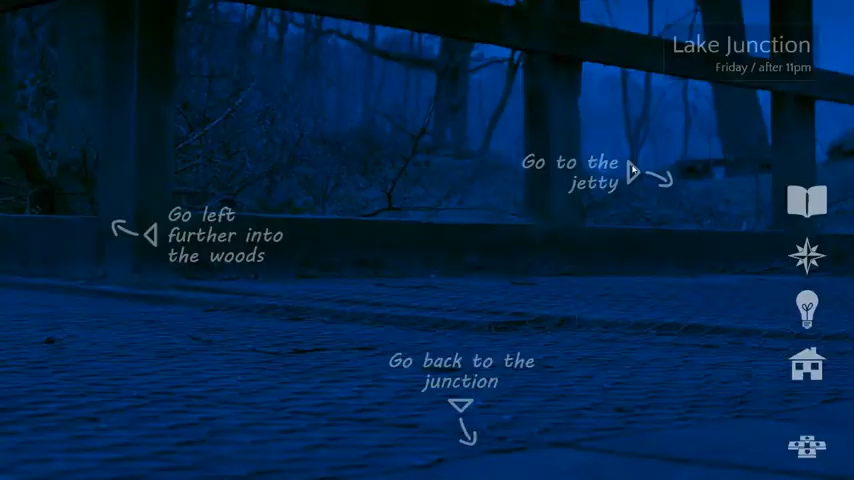 Lake Junction
Friday / after 11pm
Go to the
jetty
Go left
further into
the woods
Go back to the
junction